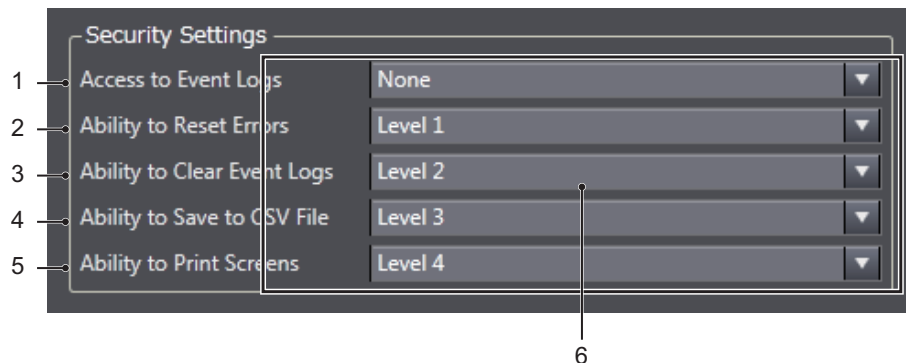 Security Settings
1 Access to Event Logs None
2 Ability to Reset Errors Level 1
3 Ability to Clear Event Logs Level 2
4 Ability to Save to CSV File Level 3
5 Ability to Print Screens Level 4
6